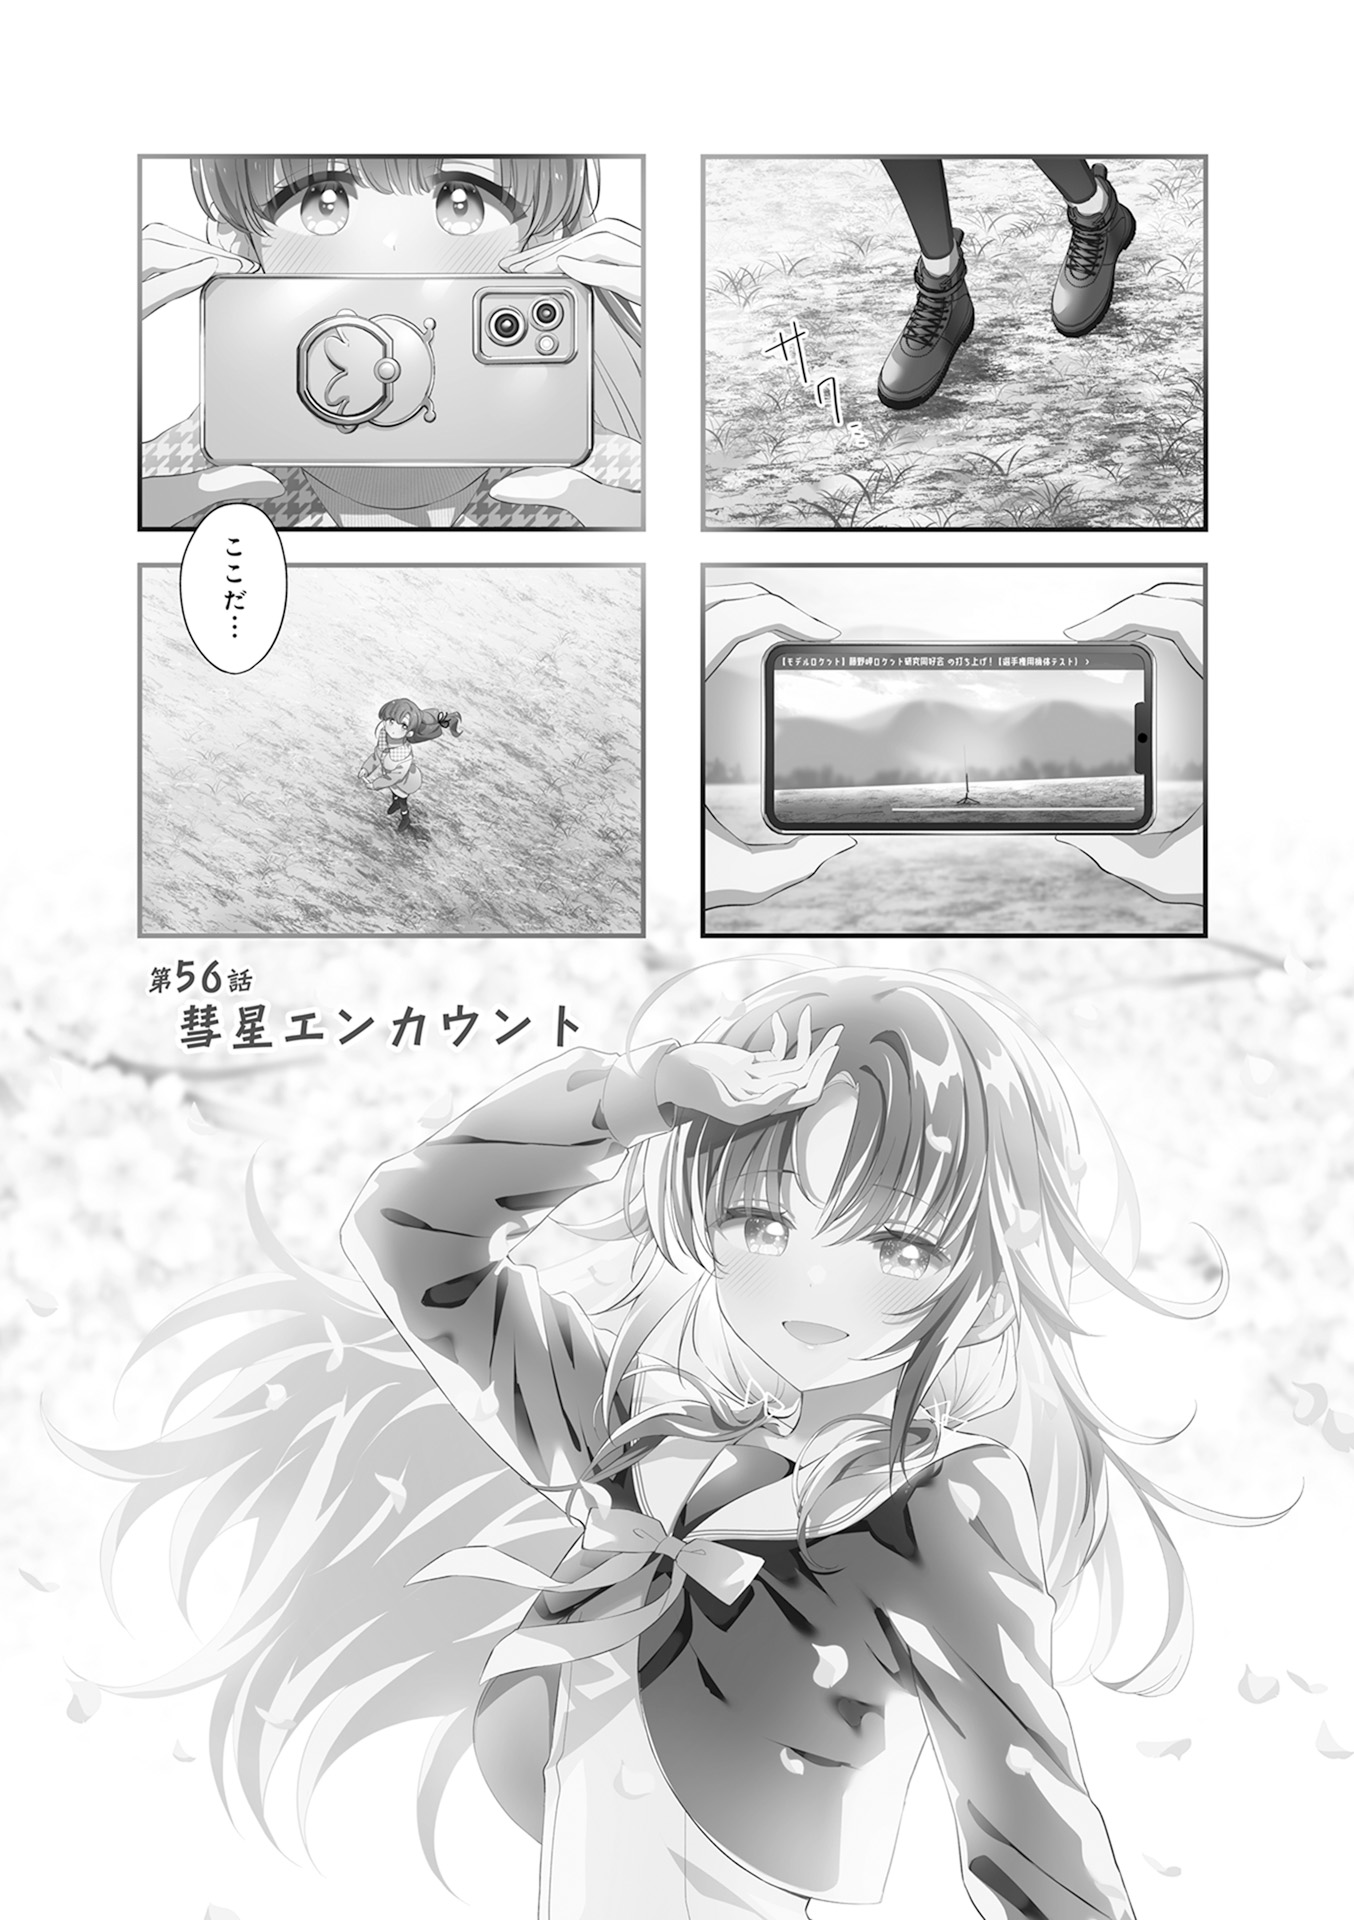 サクミ
【モデルロケット】藤野岬ロケット研究同好会 の打ち上げ！【選手権用機体テスト】 ›
ここだ…
第56話
彗星エンカウント